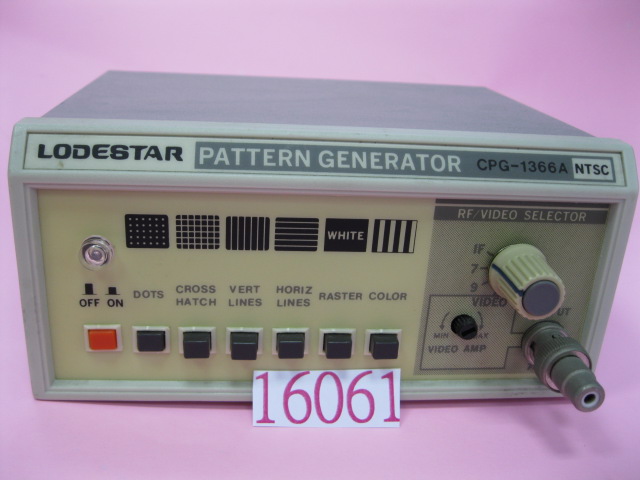 LODESTAR PATTERN GENERATOR CPG-1366A NTSC
RF/VIDEO SELECTOR
WHITE
IF
7
9
VIDEO
OFF ON
DOTS
CROSS HATCH
VERT LINES
HORIZ LINES
RASTER
COLOR
MIN
VIDEO AMP
16061